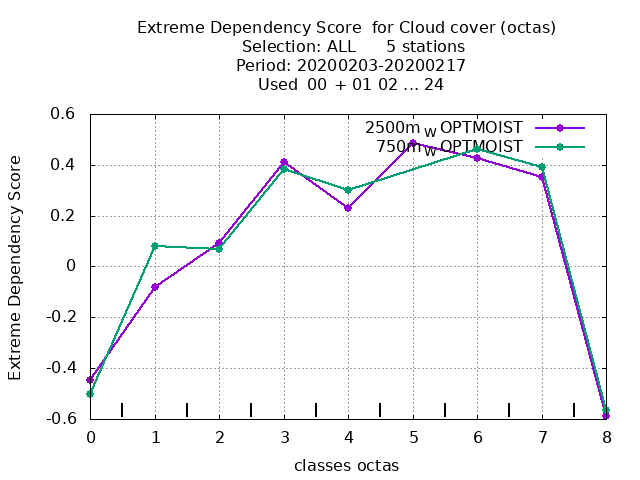 Extreme Dependency Score  for Cloud cover (octas)
Selection: ALL      5 stations
Period: 20200203-20200217
Used  00  + 01 02 ... 24
2500m_W OPTMOIST
750m_W OPTMOIST
Extreme Dependency Score
0.6
0.4
0.2
0
-0.2
-0.4
-0.6
0 1 2 3 4 5 6 7 8
classes octas